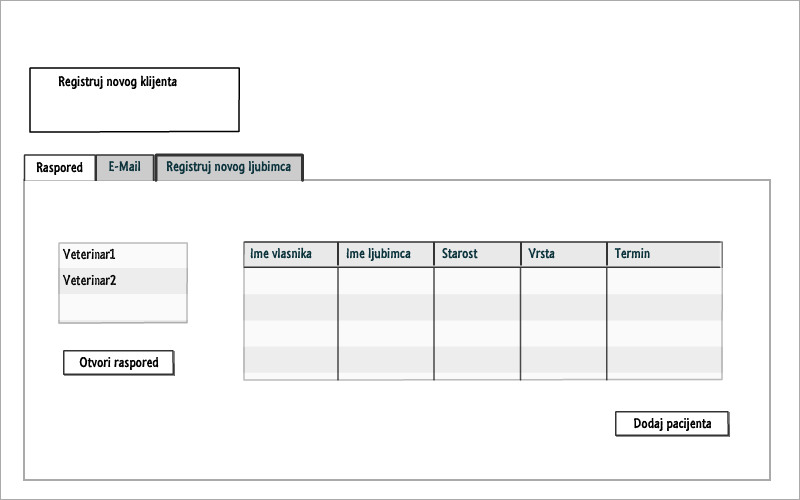 Registruj novog klijenta
Raspored E-Mail Registruj novog ljubimca
Veterinar1
Veterinar2
Otvori raspored
Ime vlasnika Ime ljubimca Starost Vrsta Termin
Dodaj pacijenta